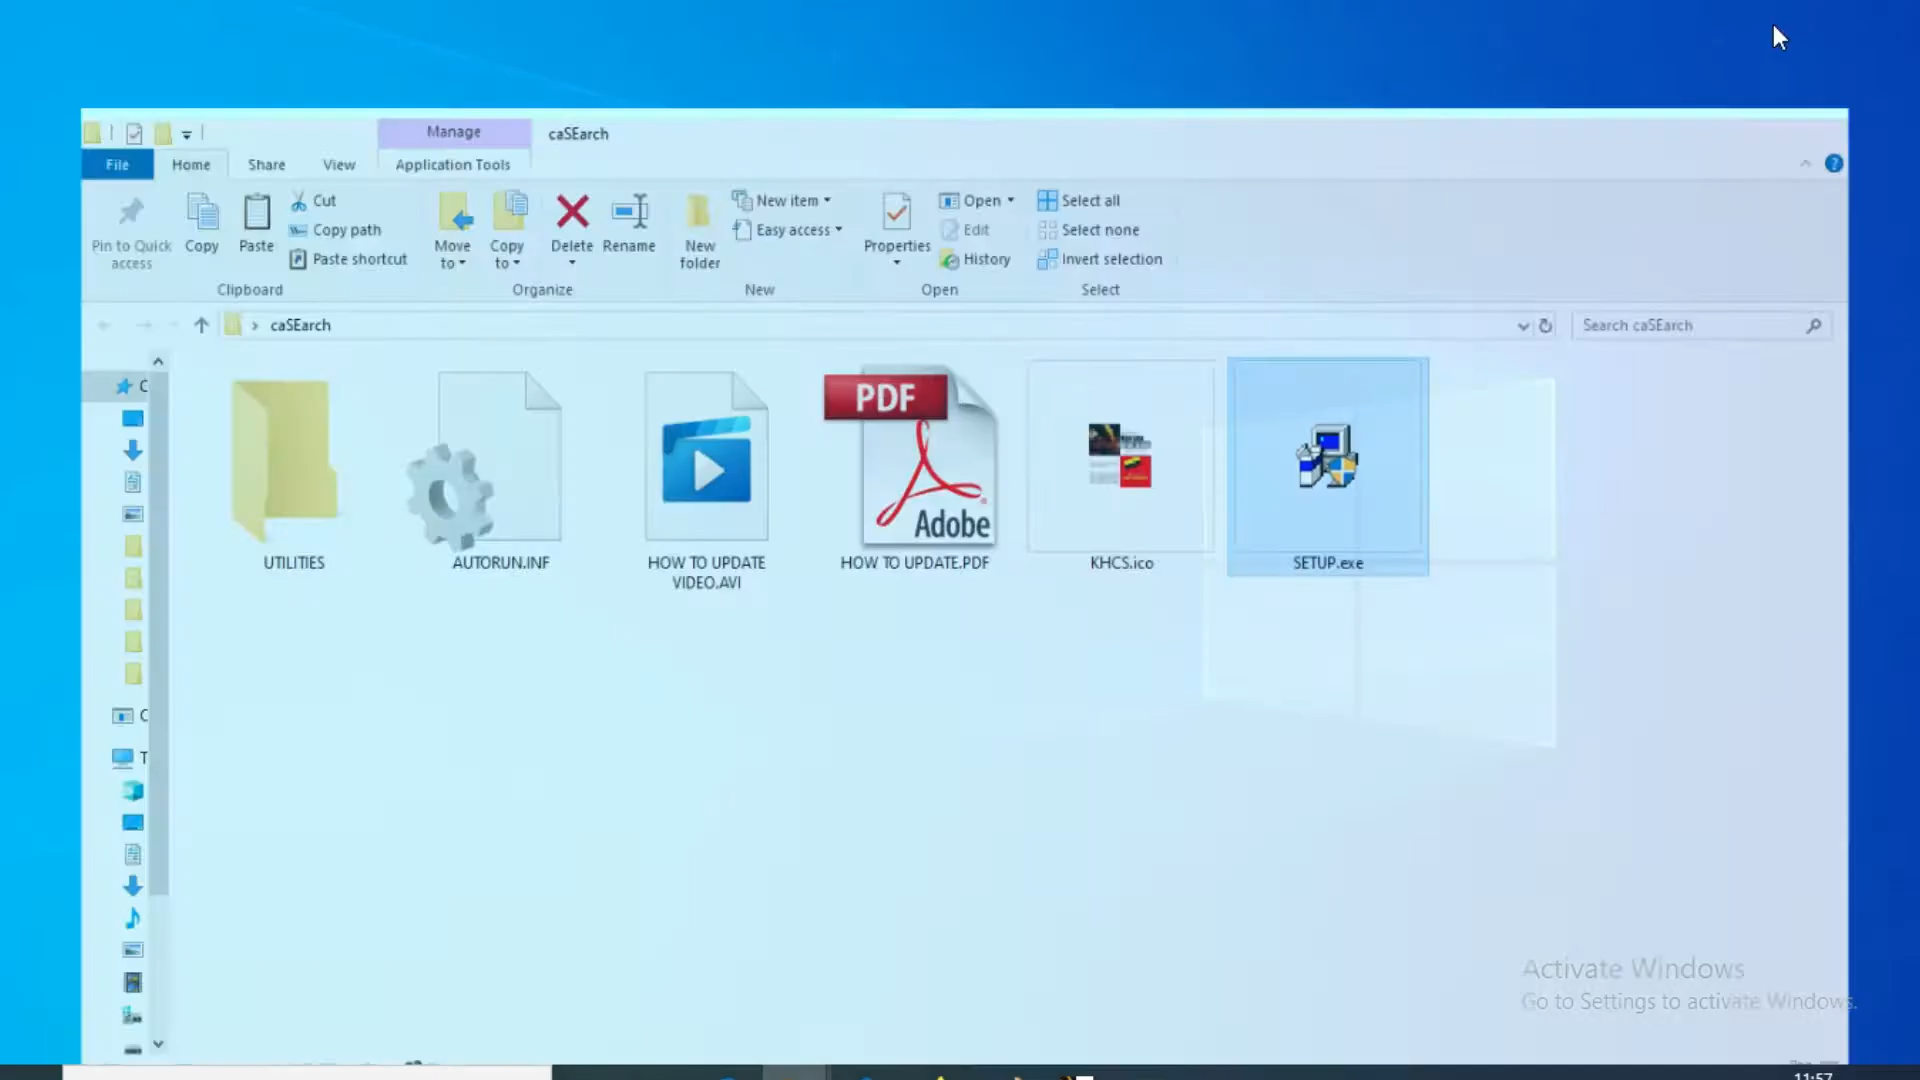 Manage
caSEarch
File
Home
Share
View
Application Tools
Pin to Quick
access
Copy
Paste
Cut
Copy path
Paste shortcut
Clipboard
Move
to
Copy
to
Delete
Rename
Organize
New
folder
New item
Easy access
New
Properties
Open
Edit
History
Open
Select all
Select none
Invert selection
Select
caSEarch
Search caSEarch
C
C
T
PDF
Adobe
UTILITIES
AUTORUN.INF
HOW TO UPDATE
VIDEO.AVI
HOW TO UPDATE.PDF
KHCS.ico
SETUP.exe
Activate Windows
Go to Settings to activate Windows.
11:57